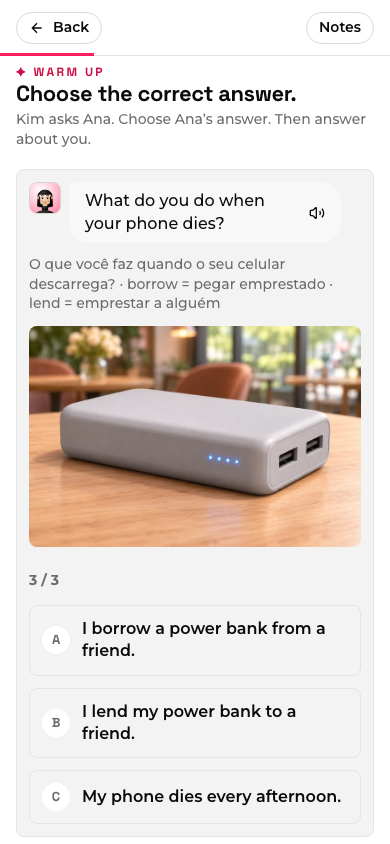 Back
Notes
WARM UP
Choose the correct answer.
Kim asks Ana. Choose Ana’s answer. Then answer
about you.
What do you do when
your phone dies?
O que você faz quando o seu celular
descarrega? · borrow = pegar emprestado ·
lend = emprestar a alguém
3 / 3
A
I borrow a power bank from a
friend.
B
I lend my power bank to a
friend.
C
My phone dies every afternoon.